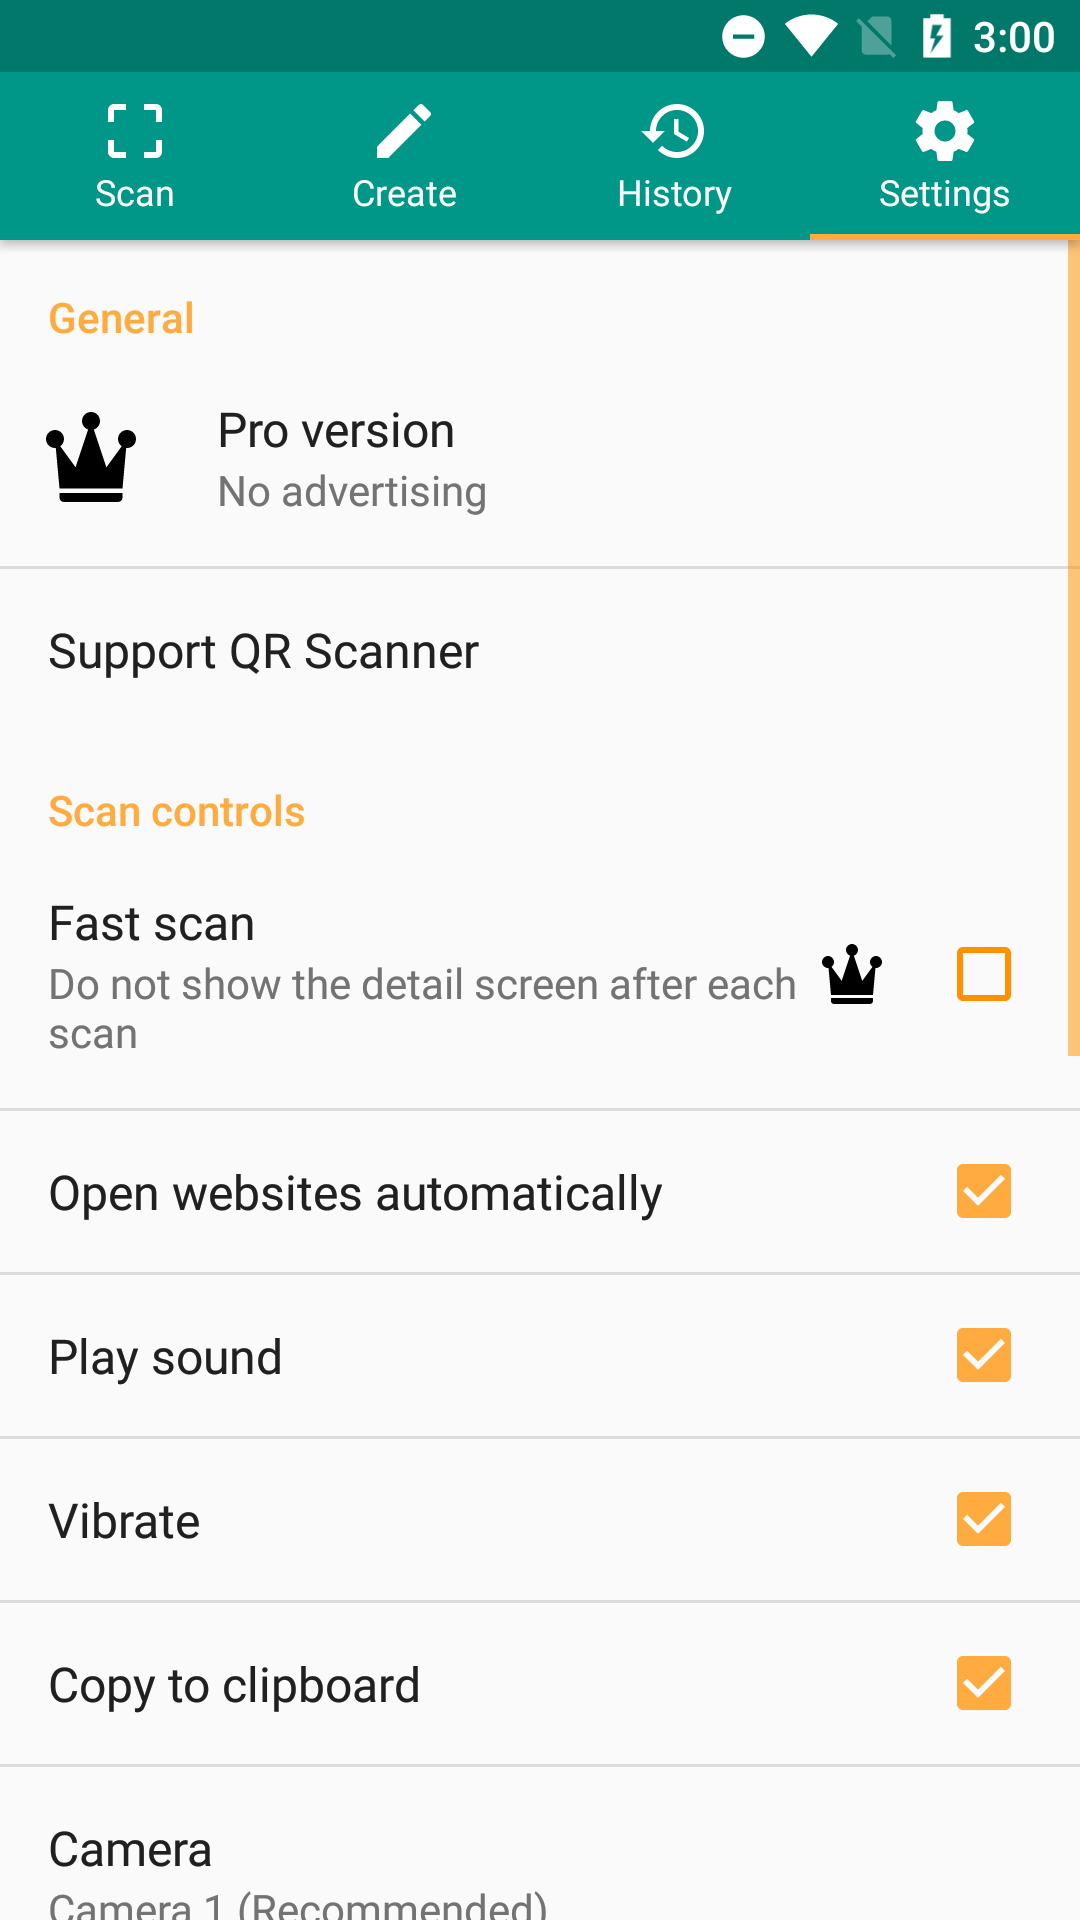 3:00
Scan
Create
History
Settings
General
Pro version
No advertising
Support QR Scanner
Scan controls
Fast scan
Do not show the detail screen after each
scan
Open websites automatically
Play sound
Vibrate
Copy to clipboard
Camera
Camera 1 (Recommended)